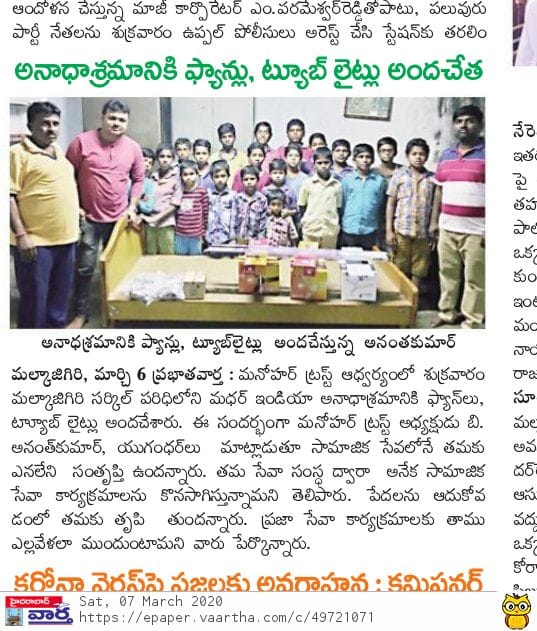 ఆందోళన చేస్తున్న మాజీ కార్పొరేటర్ ఎం.పరమేశ్వర్‌రెడ్డితోపాటు, పలువురు
పార్టీ నేతలను శుక్రవారం ఉప్పల్ పోలీసులు అరెస్ట్ చేసి స్టేషన్‌కు తరలిం
అనాధాశ్రమానికి ఫ్యాన్లు, ట్యూబ్ లైట్లు అందచేత
అనాధశ్రమానికి ప్యాన్లు, ట్యూబ్‌లైట్లు అందచేస్తున్న అనంతకుమార్
మల్కాజిగిరి, మార్చి 6 ప్రభాతవార్త : మనోహర్ ట్రస్ట్ ఆధ్వర్యంలో శుక్రవారం
మల్కాజిగిరి సర్కిల్ పరిధిలోని మధర్ ఇండియా అనాధాశ్రమానికి ఫ్యాన్‌లు,
ట్యూబ్ లైట్లు అందచేశారు. ఈ సందర్భంగా మనోహర్ ట్రస్ట్ అధ్యక్షుడు బి.
అనంత్‌కుమార్, యుగంధర్‌లు మాట్లాడుతూ సామాజిక సేవలోనే తమకు
ఎనలేని సంతృప్తి ఉందన్నారు. తమ సేవా సంస్ధ ద్వారా అనేక సామాజిక
సేవా కార్యక్రమాలను కొనసాగిస్తున్నామని తెలిపారు. పేదలను ఆదుకోవ
డంలో తమకు తృపి తుందన్నారు. ప్రజా సేవా కార్యక్రమాలకు తాము
ఎల్లవేళలా ముందుంటామని వారు పేర్కొన్నారు.
కరోనా వైరస్‌పై ప్రజలకు అవగాహన : కమిషనర్
నేరె
ఇతర
పై
తహ
పాల
ఒక్క
కుం
ఇంట
మం
నాయ
రాజ
సూ
మల్క
అవ
దర్‌
ఆసు
వద్ద
ఒక్క
కోరా
హైదరాబాద్
వార్త
Sat, 07 March 2020
https://epaper.vaartha.com/c/49721071